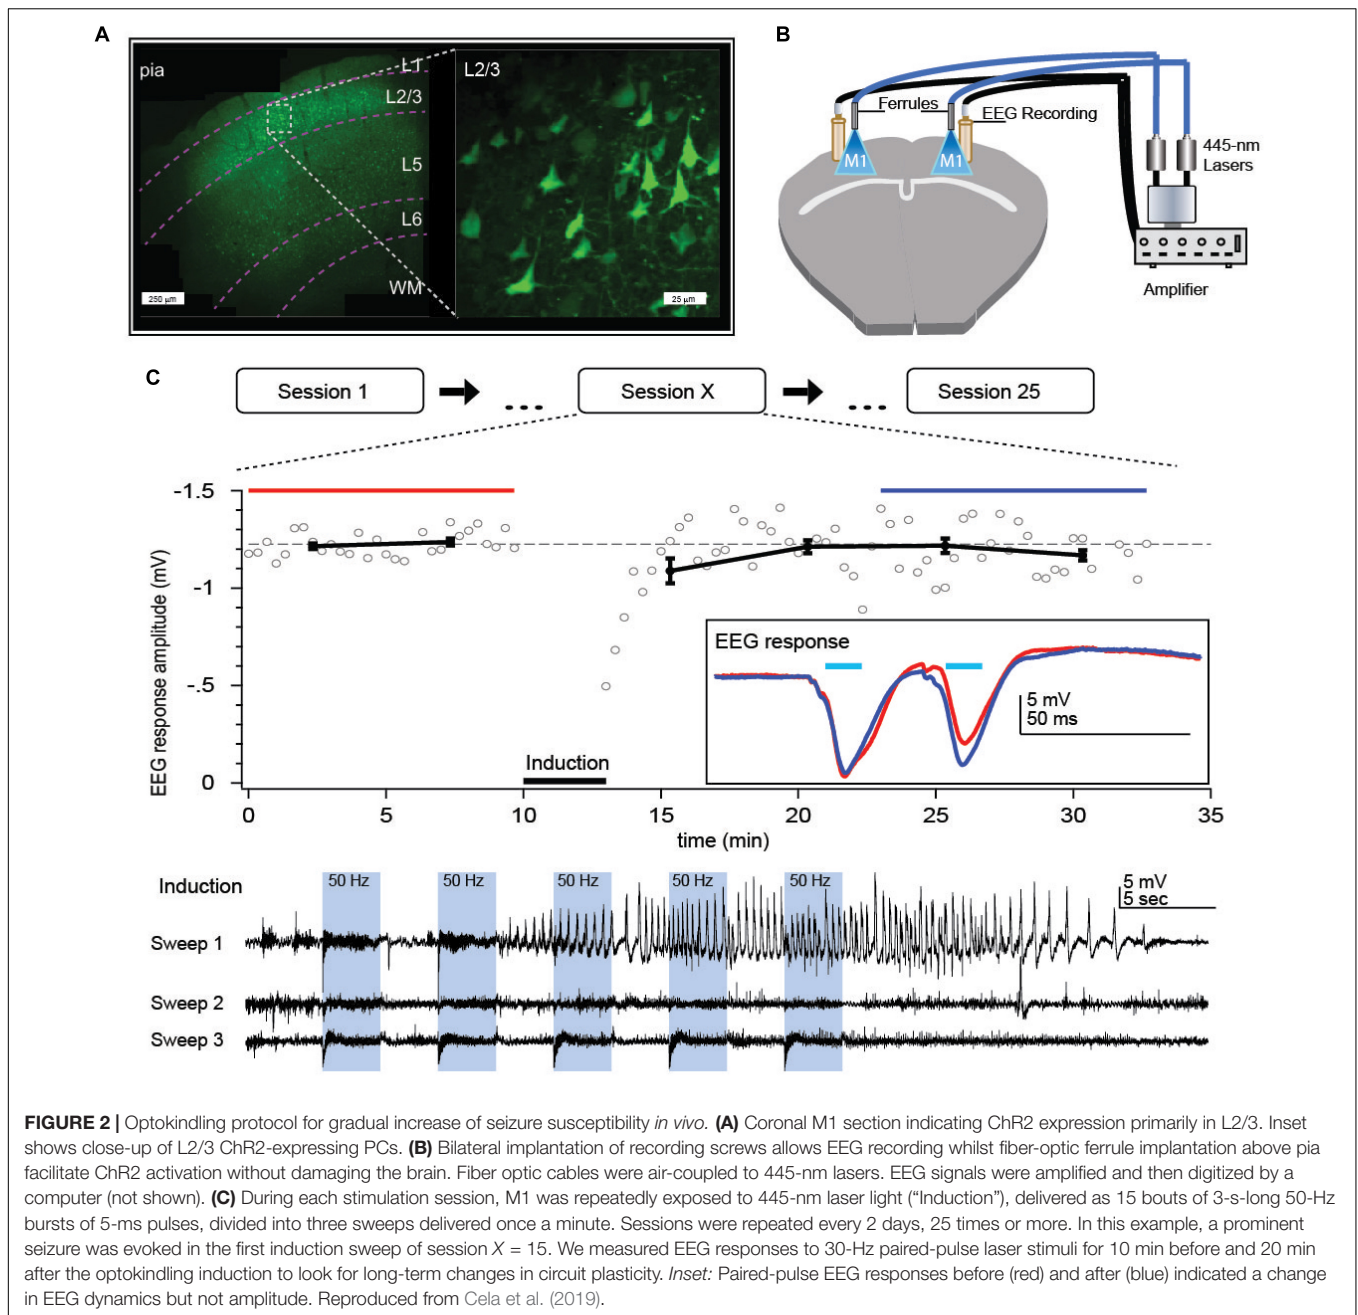 A
pia
L1
L2/3
L5
L6
WM
250 µm
L2/3
25 µm
B
Ferrules
EEG Recording
M1
M1
445-nm
Lasers
Amplifier
C
Session 1
...
Session X
...
Session 25
EEG response amplitude (mV)
-1.5
-1
-.5
0
Induction
EEG response
5 mV
50 ms
0
5
10
15
20
25
30
35
time (min)
Induction
50 Hz
50 Hz
50 Hz
50 Hz
50 Hz
5 mV
5 sec
Sweep 1
Sweep 2
Sweep 3
FIGURE 2 | Optokindling protocol for gradual increase of seizure susceptibility in vivo. (A) Coronal M1 section indicating ChR2 expression primarily in L2/3. Inset
shows close-up of L2/3 ChR2-expressing PCs. (B) Bilateral implantation of recording screws allows EEG recording whilst fiber-optic ferrule implantation above pia
facilitate ChR2 activation without damaging the brain. Fiber optic cables were air-coupled to 445-nm lasers. EEG signals were amplified and then digitized by a
computer (not shown). (C) During each stimulation session, M1 was repeatedly exposed to 445-nm laser light (“Induction”), delivered as 15 bouts of 3-s-long 50-Hz
bursts of 5-ms pulses, divided into three sweeps delivered once a minute. Sessions were repeated every 2 days, 25 times or more. In this example, a prominent
seizure was evoked in the first induction sweep of session X = 15. We measured EEG responses to 30-Hz paired-pulse laser stimuli for 10 min before and 20 min
after the optokindling induction to look for long-term changes in circuit plasticity. Inset: Paired-pulse EEG responses before (red) and after (blue) indicated a change
in EEG dynamics but not amplitude. Reproduced from Cela et al. (2019).